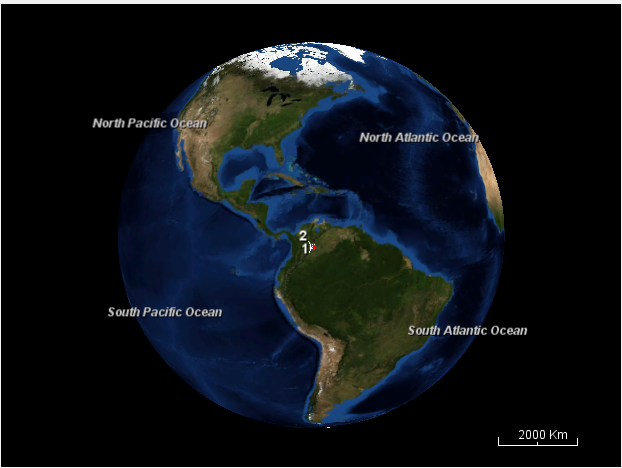 North Pacific Ocean
North Atlantic Ocean
2
1
South Pacific Ocean
South Atlantic Ocean
2000 Km